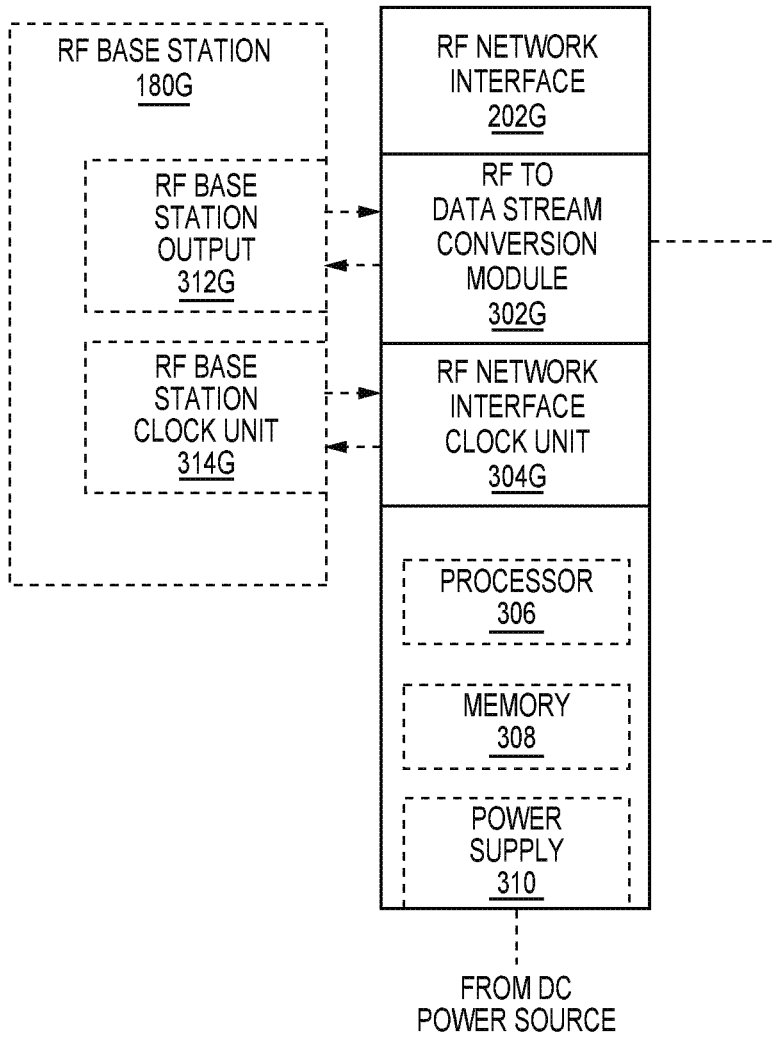 RF BASE STATION
180G
RF BASE
STATION
OUTPUT
312G
RF BASE
STATION
CLOCK UNIT
314G
RF NETWORK
INTERFACE
202G
RF TO
DATA STREAM
CONVERSION
MODULE
302G
RF NETWORK
INTERFACE
CLOCK UNIT
304G
PROCESSOR
306
MEMORY
308
POWER
SUPPLY
310
FROM DC
POWER SOURCE